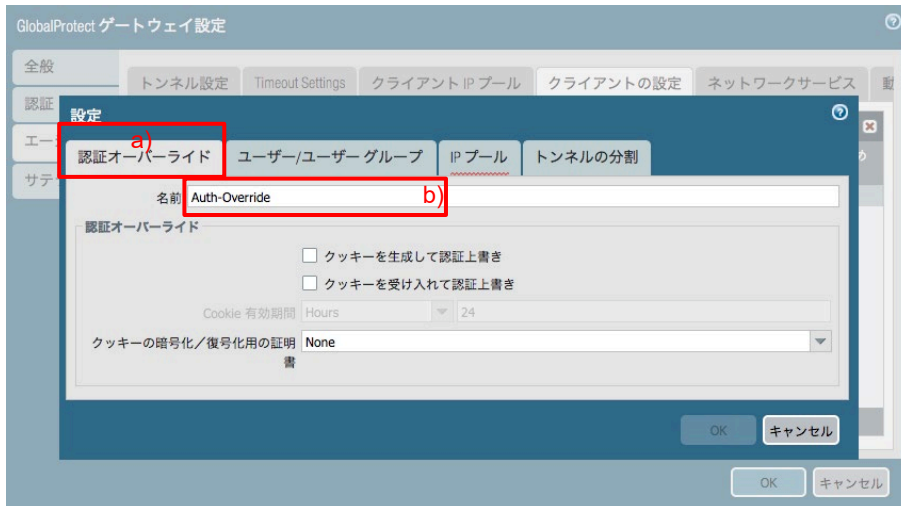 GlobalProtect ゲートウェイ設定
全般
トンネル設定 Timeout Settings クライアント IP プール クライアントの設定 ネットワークサービス 動
認証
設定
エー
a)
認証オーバーライド ユーザー/ユーザー グループ IP プール トンネルの分割
め
サテ
名前 Auth-Override b)
認証オーバーライド
クッキーを生成して認証上書き
クッキーを受け入れて認証上書き
Cookie 有効期間 Hours 24
クッキーの暗号化/復号化用の証明
書
None
OK キャンセル
OK キャンセル